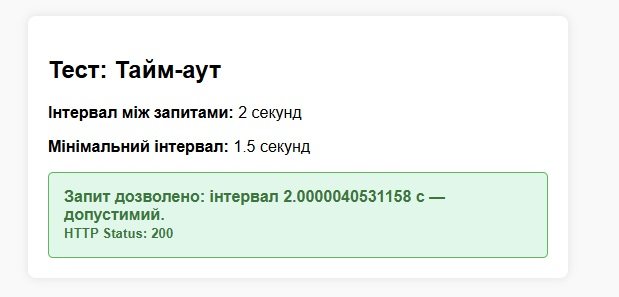 Тест: Тайм-аут
Інтервал між запитами: 2 секунд
Мінімальний інтервал: 1.5 секунд
Запит дозволено: інтервал 2.0000040531158 с —
допустимий.
HTTP Status: 200